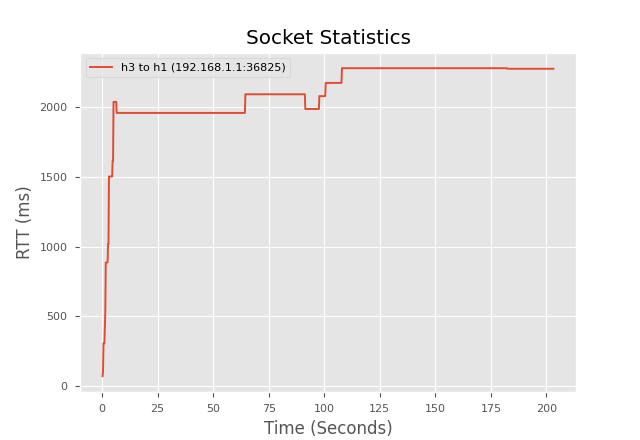 Socket Statistics
h3 to h1 (192.168.1.1:36825)
2000
1500
1000
500
0
RTT (ms)
0 25 50 75 100 125 150 175 200
Time (Seconds)